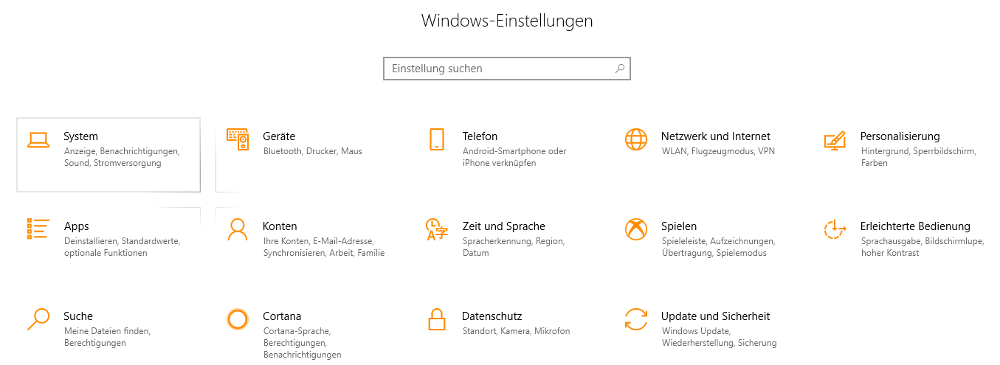 Windows-Einstellungen
Einstellung suchen
System
Anzeige, Benachrichtigungen,
Sound, Stromversorgung
Geräte
Bluetooth, Drucker, Maus
Telefon
Android-Smartphone oder
iPhone verknüpfen
Netzwerk und Internet
WLAN, Flugzeugmodus, VPN
Personalisierung
Hintergrund, Sperrbildschirm,
Farben
Apps
Deinstallieren, Standardwerte,
optionale Funktionen
Konten
Ihre Konten, E-Mail-Adresse,
Synchronisieren, Arbeit, Familie
Zeit und Sprache
Spracherkennung, Region,
Datum
Spielen
Spieleleiste, Aufzeichnungen,
Übertragung, Spielemodus
Erleichterte Bedienung
Sprachausgabe, Bildschirmlupe,
hoher Kontrast
Suche
Meine Dateien finden,
Berechtigungen
Cortana
Cortana-Sprache,
Berechtigungen,
Benachrichtigungen
Datenschutz
Standort, Kamera, Mikrofon
Update und Sicherheit
Windows Update,
Wiederherstellung, Sicherung